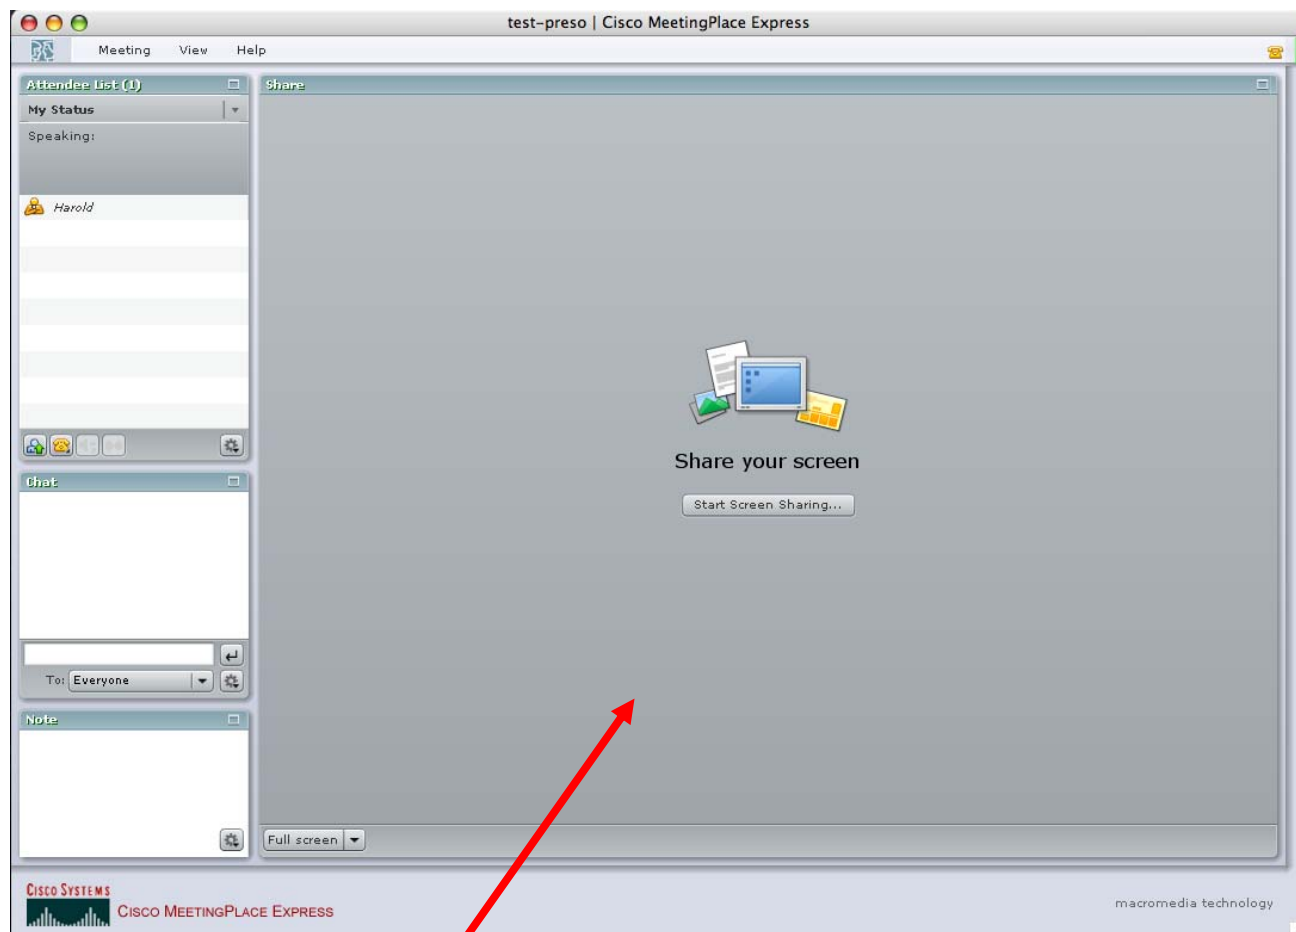 test-preso | Cisco MeetingPlace Express
Meeting View Help
Attendee List (1)
My Status
Speaking:
Harold
Chat
To: Everyone
Note
Share
Share your screen
Start Screen Sharing...
Full screen
CISCO SYSTEMS
CISCO MEETINGPLACE EXPRESS
macromedia technology